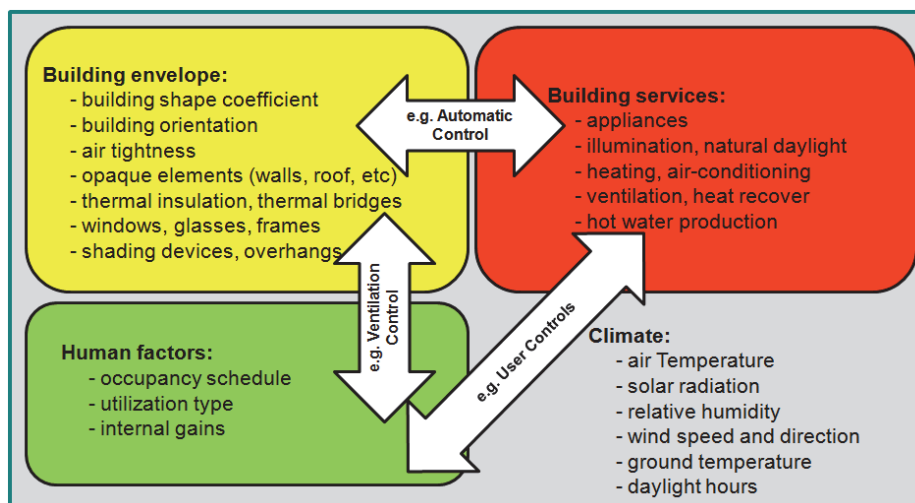 Building envelope:
- building shape coefficient
- building orientation
- air tightness
- opaque elements (walls, roof, etc)
- thermal insulation, thermal bridges
- windows, glasses, frames
- shading devices, overhangs
e.g. Automatic
Control
Building services:
- appliances
- illumination, natural daylight
- heating, air-conditioning
- ventilation, heat recover
- hot water production
e.g. Ventilation
Control
e.g. User Controls
Human factors:
- occupancy schedule
- utilization type
- internal gains
Climate:
- air Temperature
- solar radiation
- relative humidity
- wind speed and direction
- ground temperature
- daylight hours